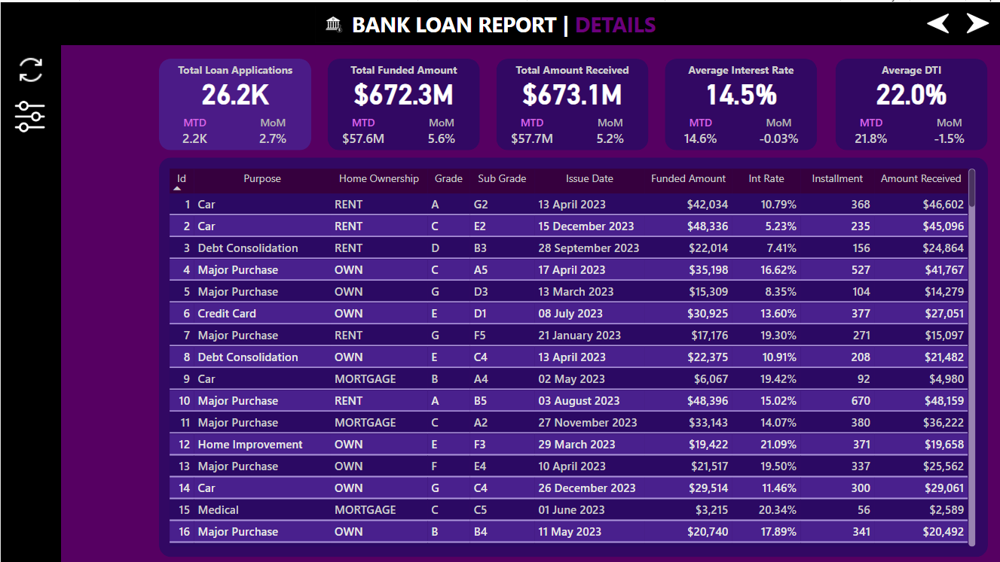 BANK LOAN REPORT | DETAILS
Total Loan Applications
26.2K
MTD MoM
2.2K 2.7%
Total Funded Amount
$672.3M
MTD MoM
$57.6M 5.6%
Total Amount Received
$673.1M
MTD MoM
$57.7M 5.2%
Average Interest Rate
14.5%
MTD MoM
14.6% -0.03%
Average DTI
22.0%
MTD MoM
21.8% -1.5%
Id Purpose Home Ownership Grade Sub Grade Issue Date Funded Amount Int Rate Installment Amount Received
1 Car RENT A G2 13 April 2023 $42,034 10.79% 368 $46,602
2 Car RENT C E2 15 December 2023 $48,336 5.23% 235 $45,096
3 Debt Consolidation RENT D B3 28 September 2023 $22,014 7.41% 156 $24,864
4 Major Purchase OWN C A5 17 April 2023 $35,198 16.62% 527 $41,767
5 Major Purchase OWN G D3 13 March 2023 $15,309 8.35% 104 $14,279
6 Credit Card OWN E D1 08 July 2023 $30,925 13.60% 377 $27,051
7 Major Purchase RENT G F5 21 January 2023 $17,176 19.30% 271 $15,097
8 Debt Consolidation OWN E C4 13 April 2023 $22,375 10.91% 208 $21,482
9 Car MORTGAGE B A4 02 May 2023 $6,067 19.42% 92 $4,980
10 Major Purchase RENT A B5 03 August 2023 $48,396 15.02% 670 $48,159
11 Major Purchase MORTGAGE C A2 27 November 2023 $33,143 14.07% 380 $36,222
12 Home Improvement OWN E F3 29 March 2023 $19,422 21.09% 371 $19,658
13 Major Purchase OWN F E4 10 April 2023 $21,517 19.50% 337 $25,562
14 Car OWN G C4 26 December 2023 $29,514 11.46% 300 $29,061
15 Medical MORTGAGE C C5 01 June 2023 $3,215 20.34% 56 $2,589
16 Major Purchase OWN B B4 11 May 2023 $20,740 17.89% 341 $20,492